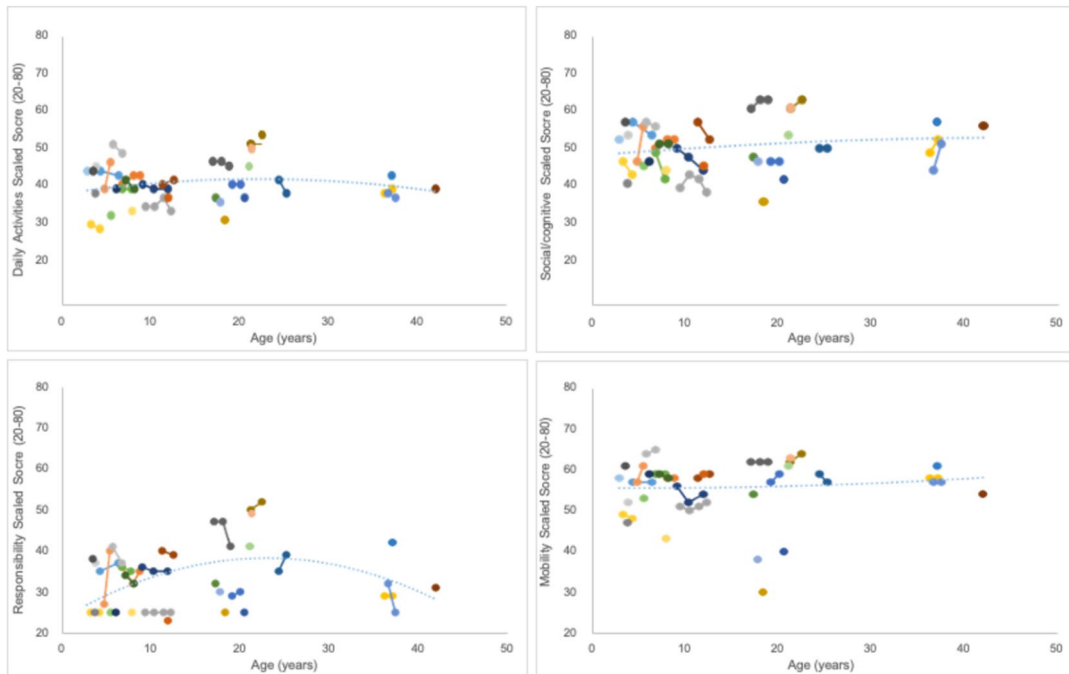 Daily Activities Scaled Socre (20-80)
80
70
60
50
40
30
20
0 10 20 30 40 50
Age (years)
Social/cognitive Scaled Socre (20-80)
80
70
60
50
40
30
20
0 10 20 30 40 50
Age (years)
Responsibility Scaled Socre (20-80)
80
70
60
50
40
30
20
0 10 20 30 40 50
Age (years)
Mobility Scaled Socre (20-80)
80
70
60
50
40
30
20
0 10 20 30 40 50
Age (years)